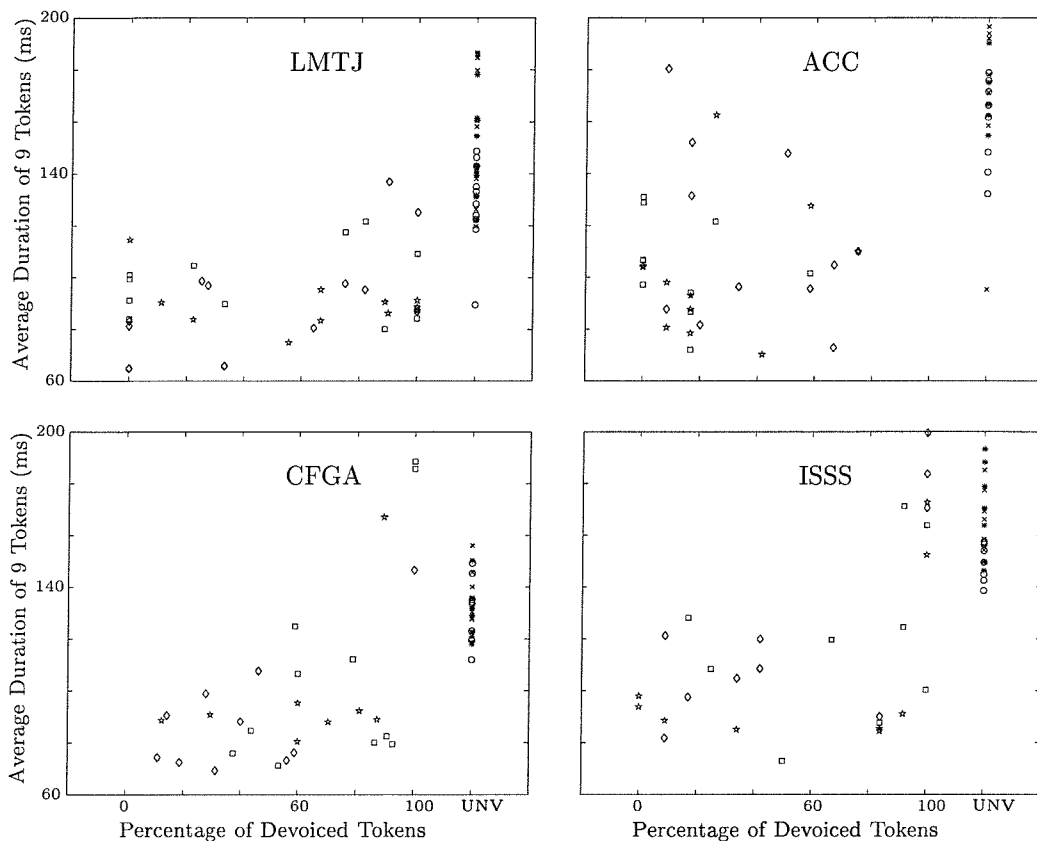 200
LMTJ
ACC
140
60
Average Duration of 9 Tokens (ms)
200
CFGA
ISSS
140
60
Average Duration of 9 Tokens (ms)
0 60 100 UNV
0 60 100 UNV
Percentage of Devoiced Tokens
Percentage of Devoiced Tokens